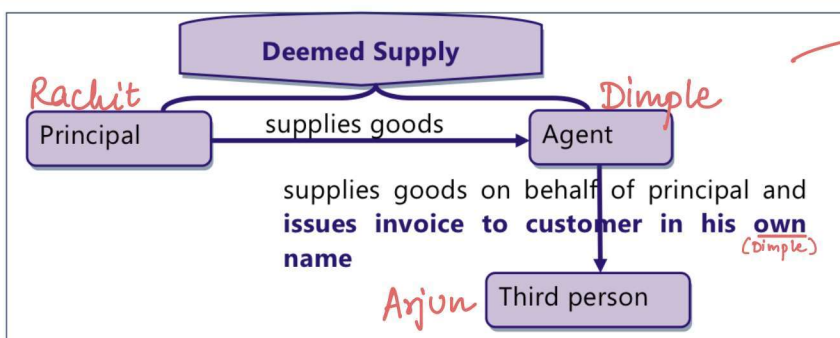 Deemed Supply
Rachit
Dimple
Principal
supplies goods
Agent
supplies goods on behalf of principal and
issues invoice to customer in his own
(Dimple)
name
Arjun
Third person